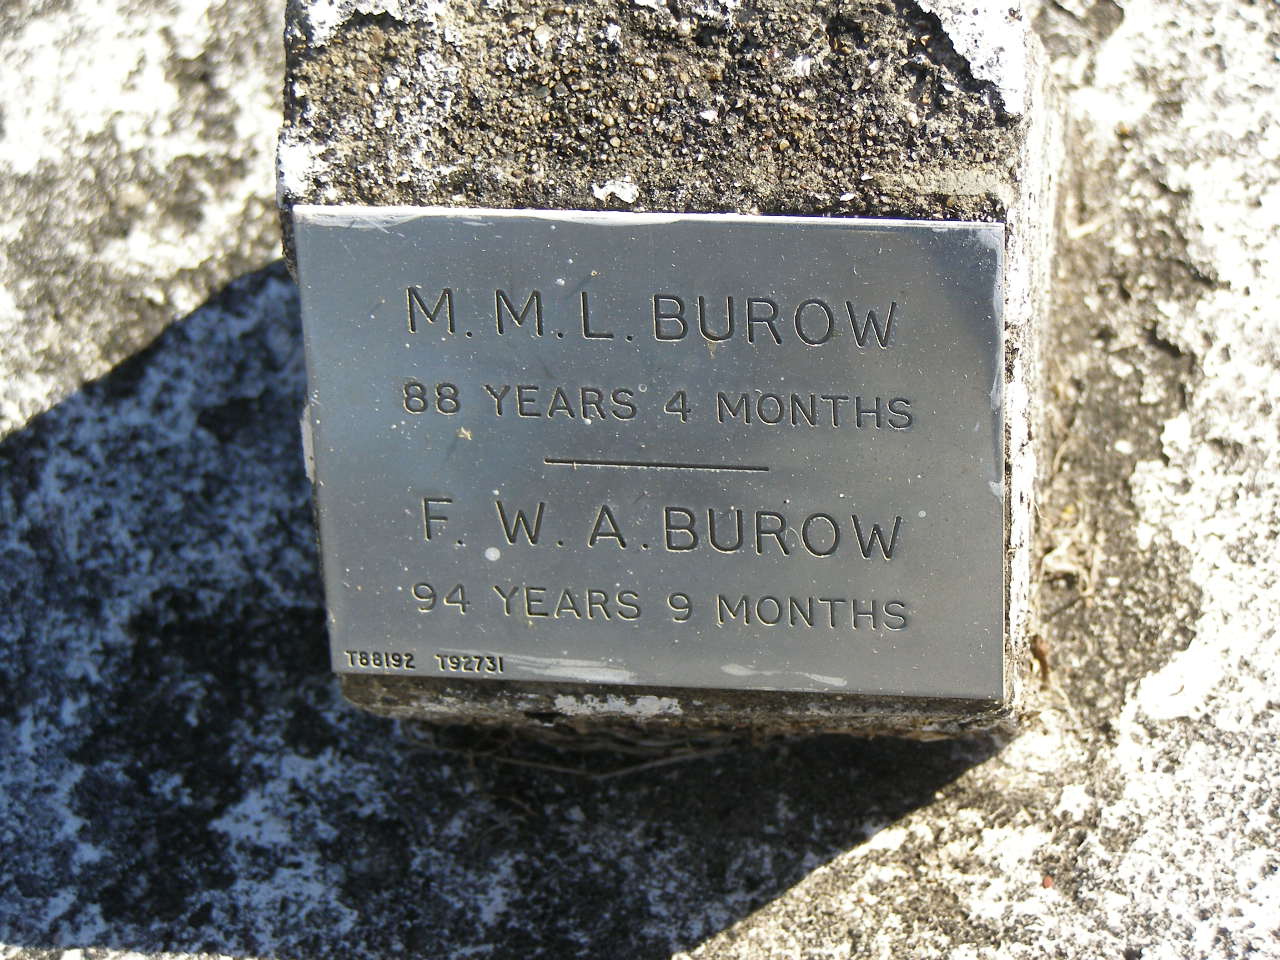 M.M.L. BUROW
88 YEARS 4 MONTHS
F. W.A. BUROW
94 YEARS 9 MONTHS
T88192 T92731